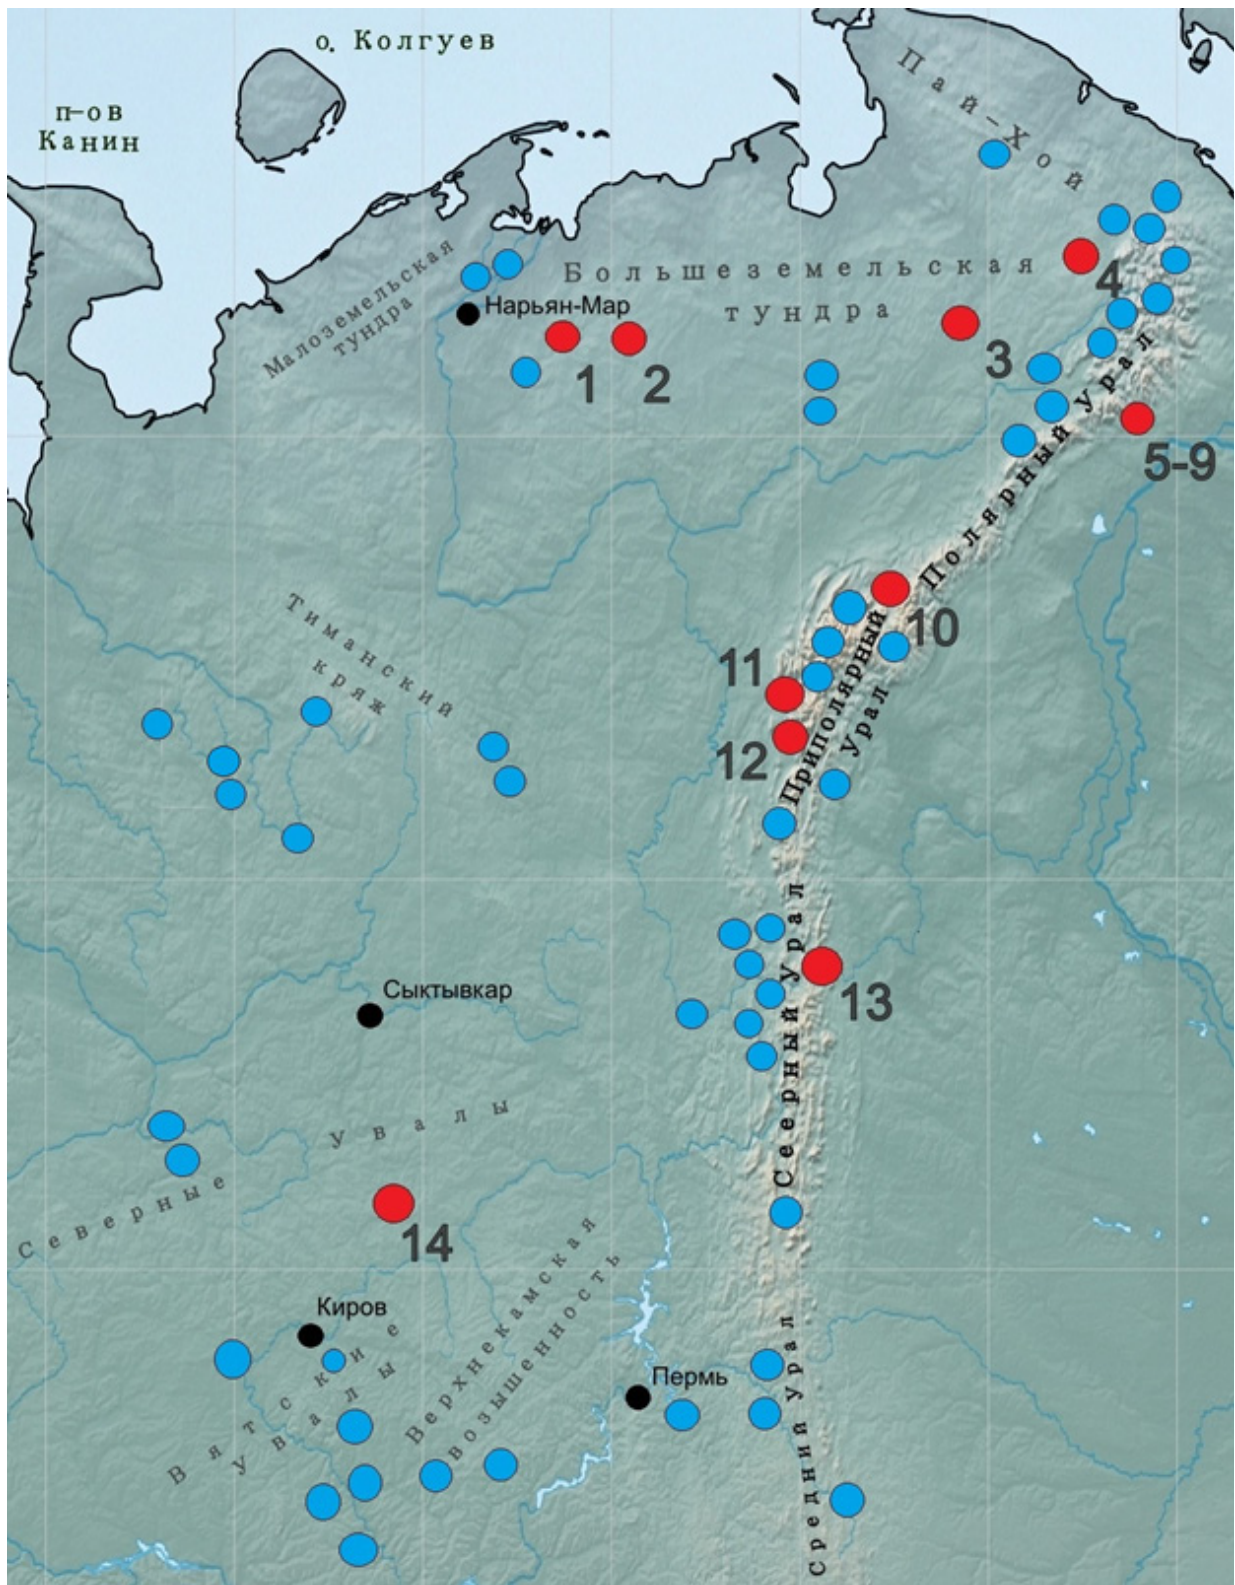 о. Колгуев
п-ов
Канин
Пай-Хой
Малоземельская
тундра
Большеземельская
тундра
Нарьян-Мар
1
2
3
4
5-9
Полярный Урал
Тиманский
кряж
10
11
12
Приполярный
Урал
Сыктывкар
13
Сеерный Урал
Северные Увалы
14
Киров
Вятские
Увалы
Верхнекамская
возышенность
Пермь
Средний урал